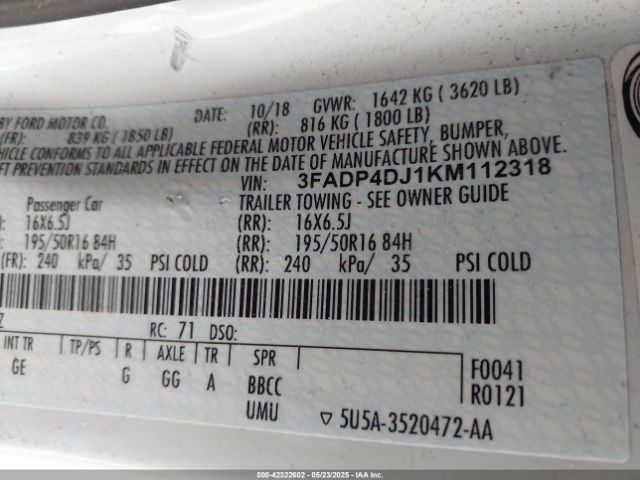 BY FORD MOTOR CO. DATE: 10/18 GVWR: 1642 KG ( 3620 LB)
(FR): 839 KG ( 1850 LB) (RR): 816 KG ( 1800 LB)
VEHICLE CONFORMS TO ALL APPLICABLE FEDERAL MOTOR VEHICLE SAFETY, BUMPER,
FT PREVENTION STANDARDS IN EFFECT ON THE DATE OF MANUFACTURE SHOWN ABOVE.
VIN: 3FADP4DJ1KM112318
Passenger Car TRAILER TOWING - SEE OWNER GUIDE
16X6.5J (RR): 16X6.5J
195/50R16 84H (RR): 195/50R16 84H
(FR): 240 kPa/ 35 PSI COLD (RR): 240 kPa/ 35 PSI COLD
RC: 71 DSO:
INT TR TP/PS R AXLE TR SPR F0041
GE G GG A BBCC R0121
UMU ▽ 5U5A-3520472-AA
000-42322602 - 05/23/2025 - IAAI.COM